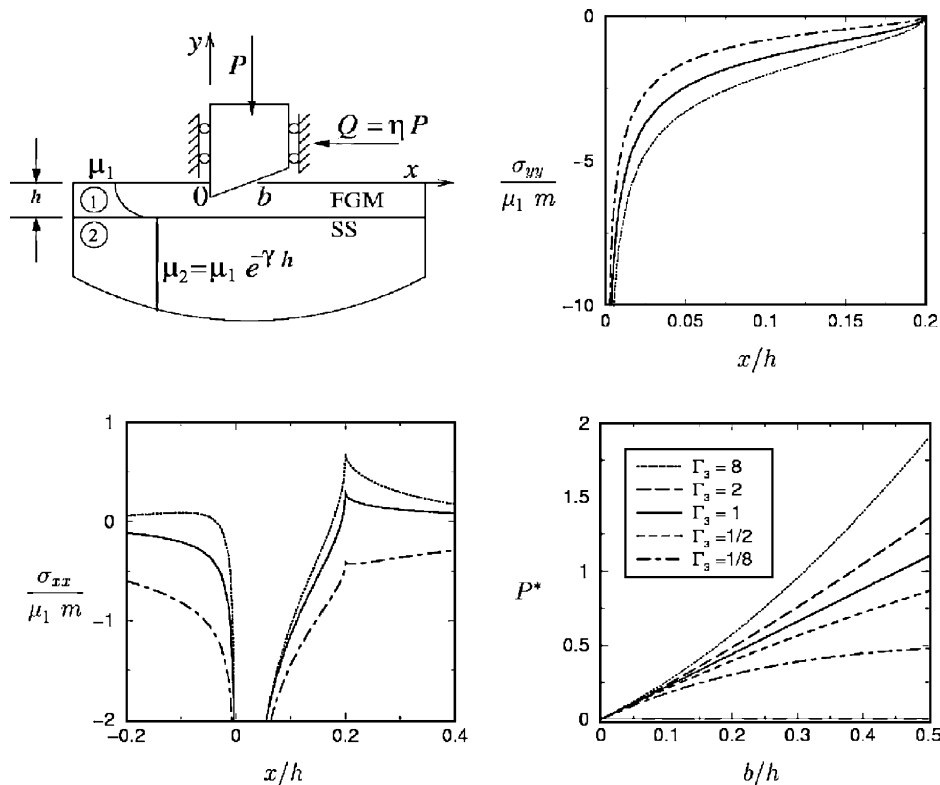 y
P
Q = η P
μ₁
x
h
0
b
①
FGM
②
SS
μ₂=μ₁ e^-γ h
0
−5
−10
σ_yy
μ₁ m
0
0.05
0.1
0.15
0.2
x/h
1
0
−1
−2
σ_xx
μ₁ m
−0.2
0
0.2
0.4
x/h
2
1.5
1
0.5
0
P*
Γ₃ = 8
Γ₃ = 2
Γ₃ = 1
Γ₃ =1/2
Γ₃ =1/8
0
0.1
0.2
0.3
0.4
0.5
b/h